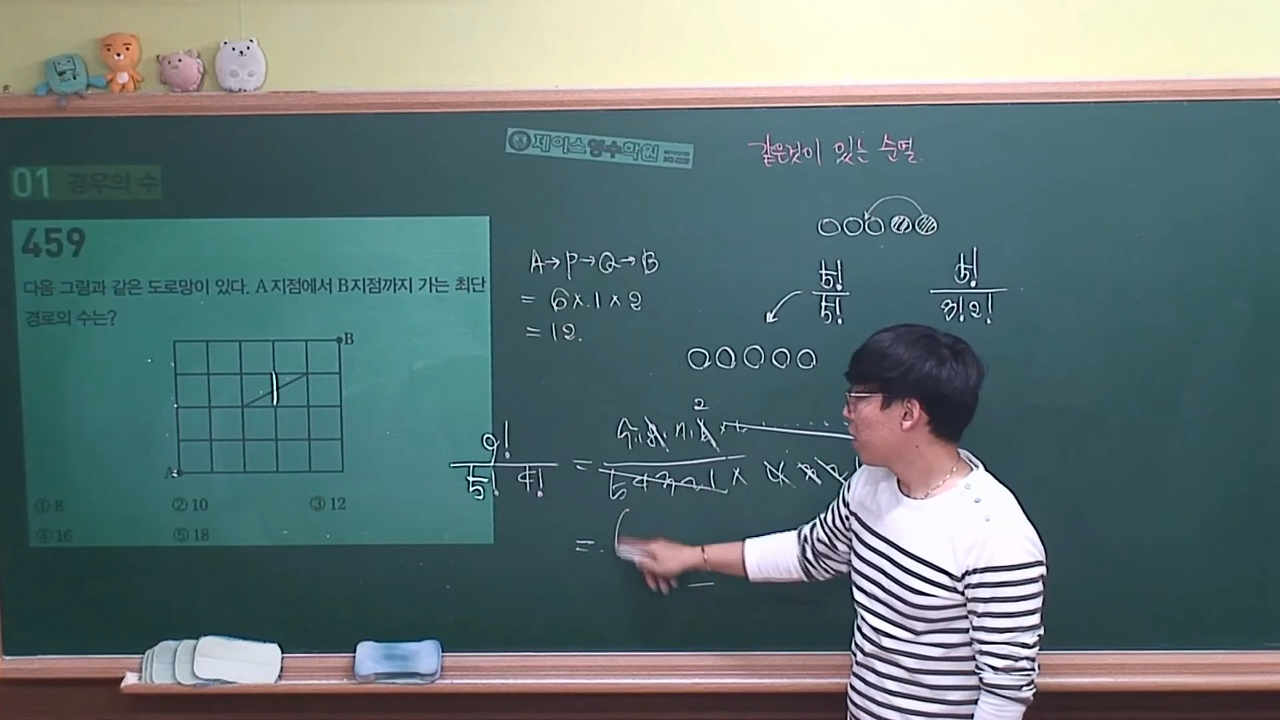 제이스영수학원
같은것이 있는 순열
01 경우의 수
459
다음 그림과 같은 도로망이 있다. A지점에서 B지점까지 가는 최단
경로의 수는?
B
A
① 8 ② 10 ③ 12
④ 16 ⑤ 18
A→P→Q→B
= 6×1×2
= 12.
5!
5!
5!
3!2!
9!
5! 4!
=
2
=